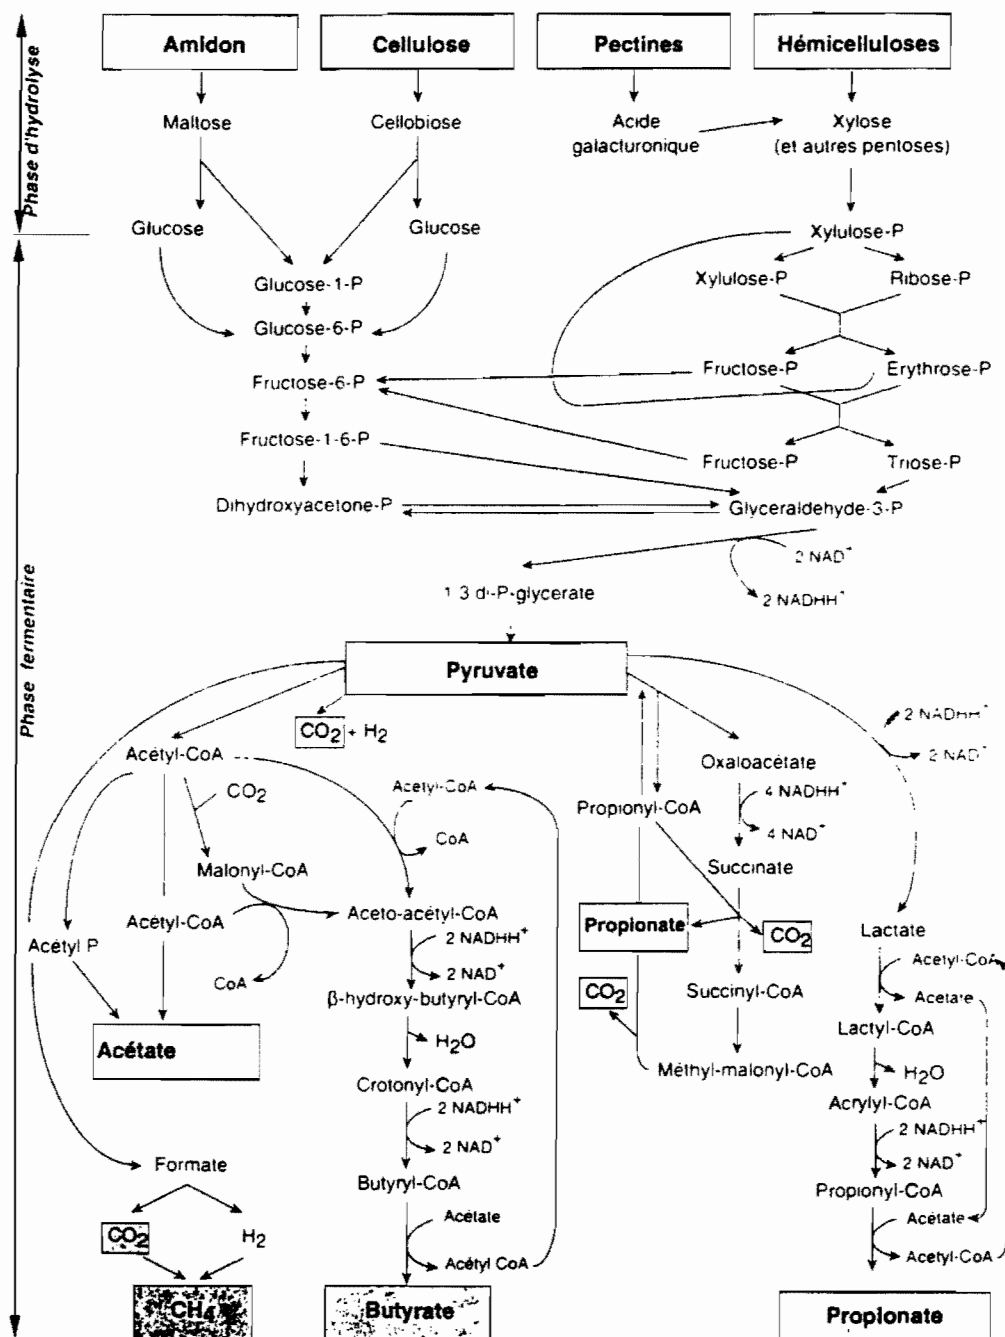 Phase d'hydrolyse
Amidon
Cellulose
Pectines
Hémicelluloses
Maltose
Cellobiose
Acide
galacturonique
Xylose
(et autres pentoses)
Glucose
Glucose
Xylulose-P
Glucose-1-P
Xylulose-P
Ribose-P
Glucose-6-P
Fructose-6-P
Fructose-P
Erythrose-P
Fructose-1-6-P
Fructose-P
Triose-P
Dihydroxyacetone-P
Glyceraldehyde-3-P
2 NAD+
2 NADHH+
1 3 di-P-glycerate
Phase fermentaire
Pyruvate
CO2 + H2
2 NADHH+
2 NAD+
Acétyl-CoA
Oxaloacétate
CO2
Acetyl-CoA
CoA
Propionyl-CoA
4 NADHH+
4 NAD+
Malonyl-CoA
Succinate
Acétyl-CoA
Aceto-acétyl-CoA
Propionate
CO2
Lactate
Acétyl P
2 NADHH+
2 NAD+
CoA
Acetyl-CoA
Acetate
β-hydroxy-butyryl-CoA
CO2
Succinyl-CoA
Lactyl-CoA
Acétate
H2O
H2O
Crotonyl-CoA
Méthyl-malonyl-CoA
Acrylyl-CoA
2 NADHH+
2 NAD+
2 NADHH+
2 NAD+
Formate
Butyryl-CoA
Propionyl-CoA
CO2
H2
Acétate
Acétyl CoA
Acétate
Acetyl-CoA
CH4
Butyrate
Propionate